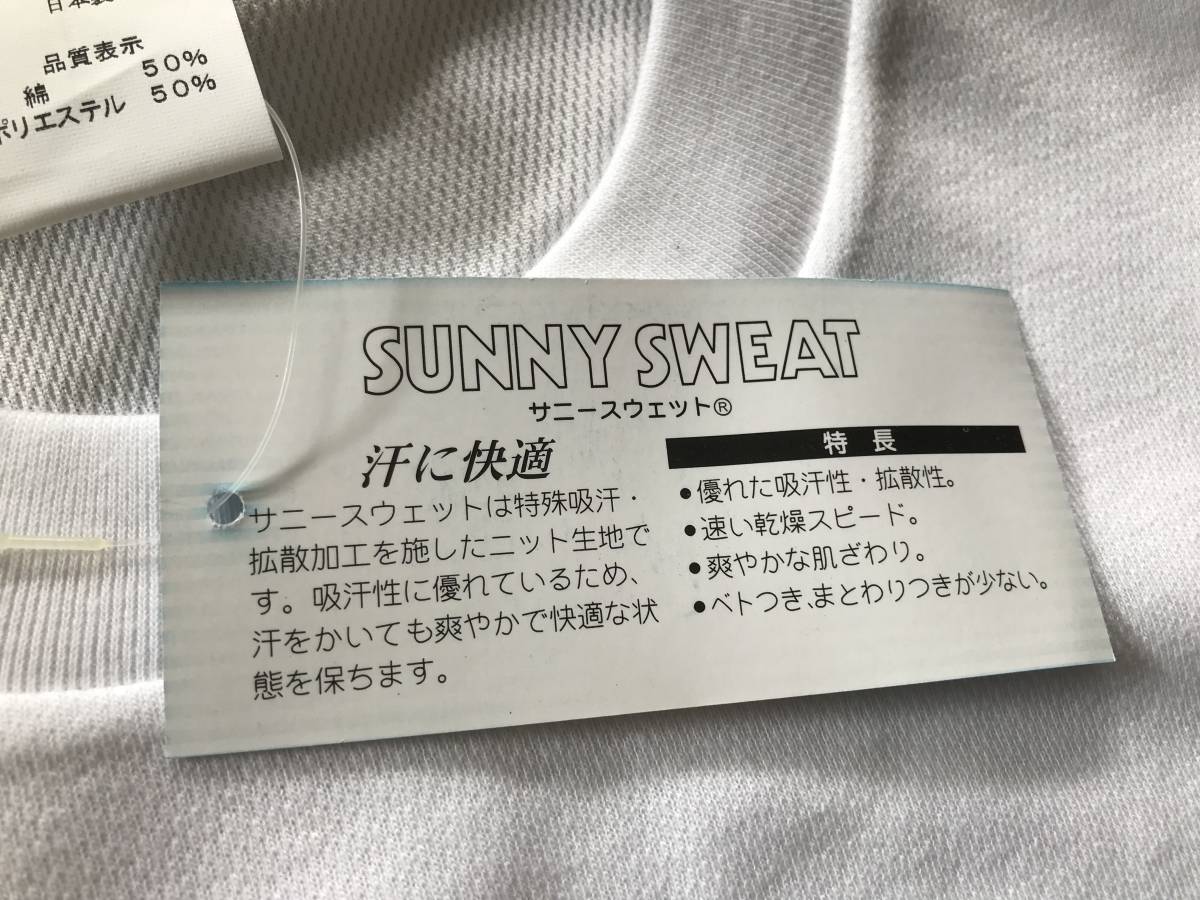 日本製
品質表示
綿 50%
ポリエステル 50%
SUNNY SWEAT
サニースウェット®
汗に快適
サニースウェットは特殊吸汗・
拡散加工を施したニット生地で
す。吸汗性に優れているため、
汗をかいても爽やかで快適な状
態を保ちます。
特長
●優れた吸汗性・拡散性。
●速い乾燥スピード。
●爽やかな肌ざわり。
●ベトつき、まとわりつきが少ない。